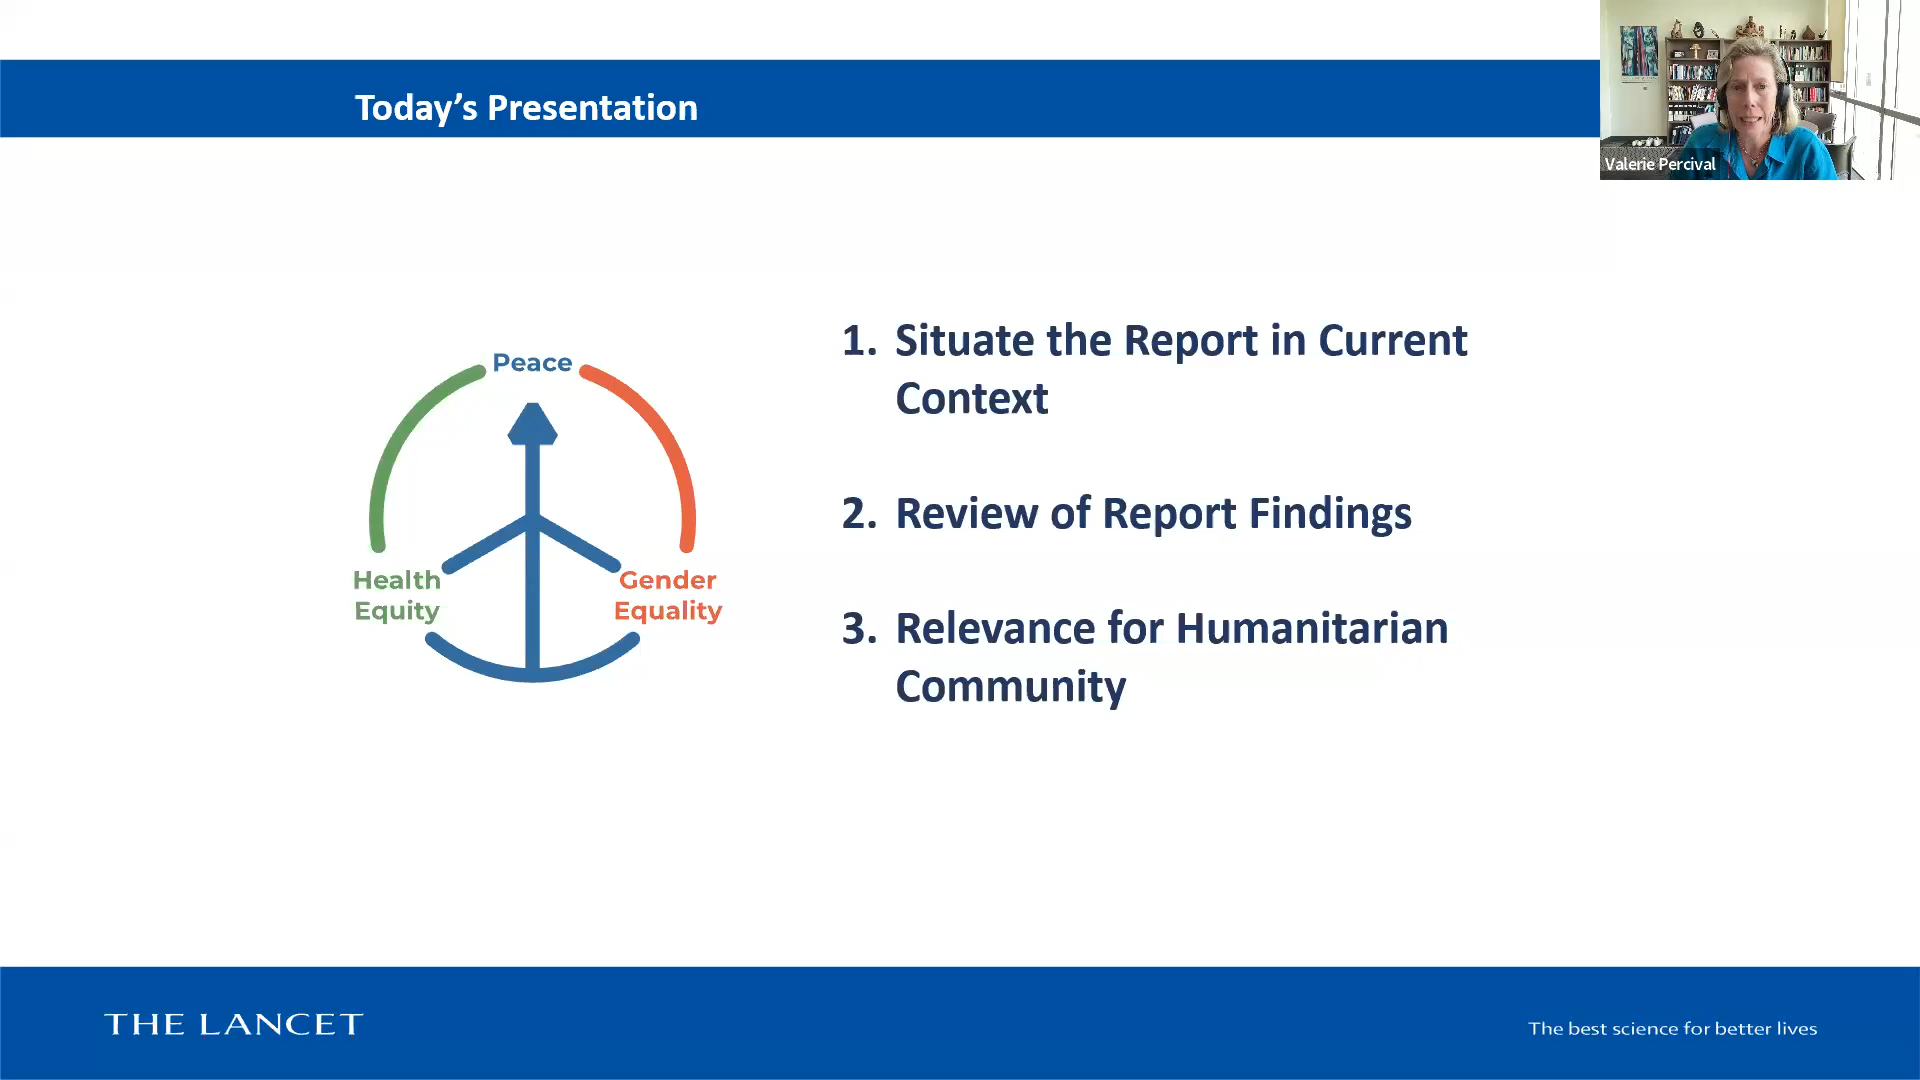 Today’s Presentation
Valerie Percival
Peace
Health
Equity
Gender
Equality
1. Situate the Report in Current
Context
2. Review of Report Findings
3. Relevance for Humanitarian
Community
THE LANCET
The best science for better lives